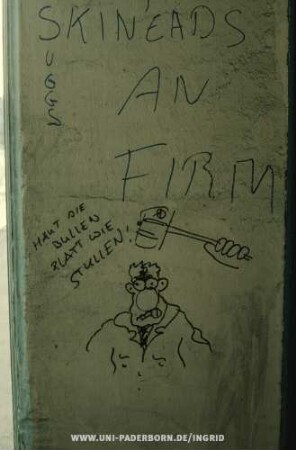 SKINEADS
AN
FIRM
HAUT DIE
BULLEN
PLATT WIE
STULLEN!
WWW.UNI-PADERBORN.DE/INGRID